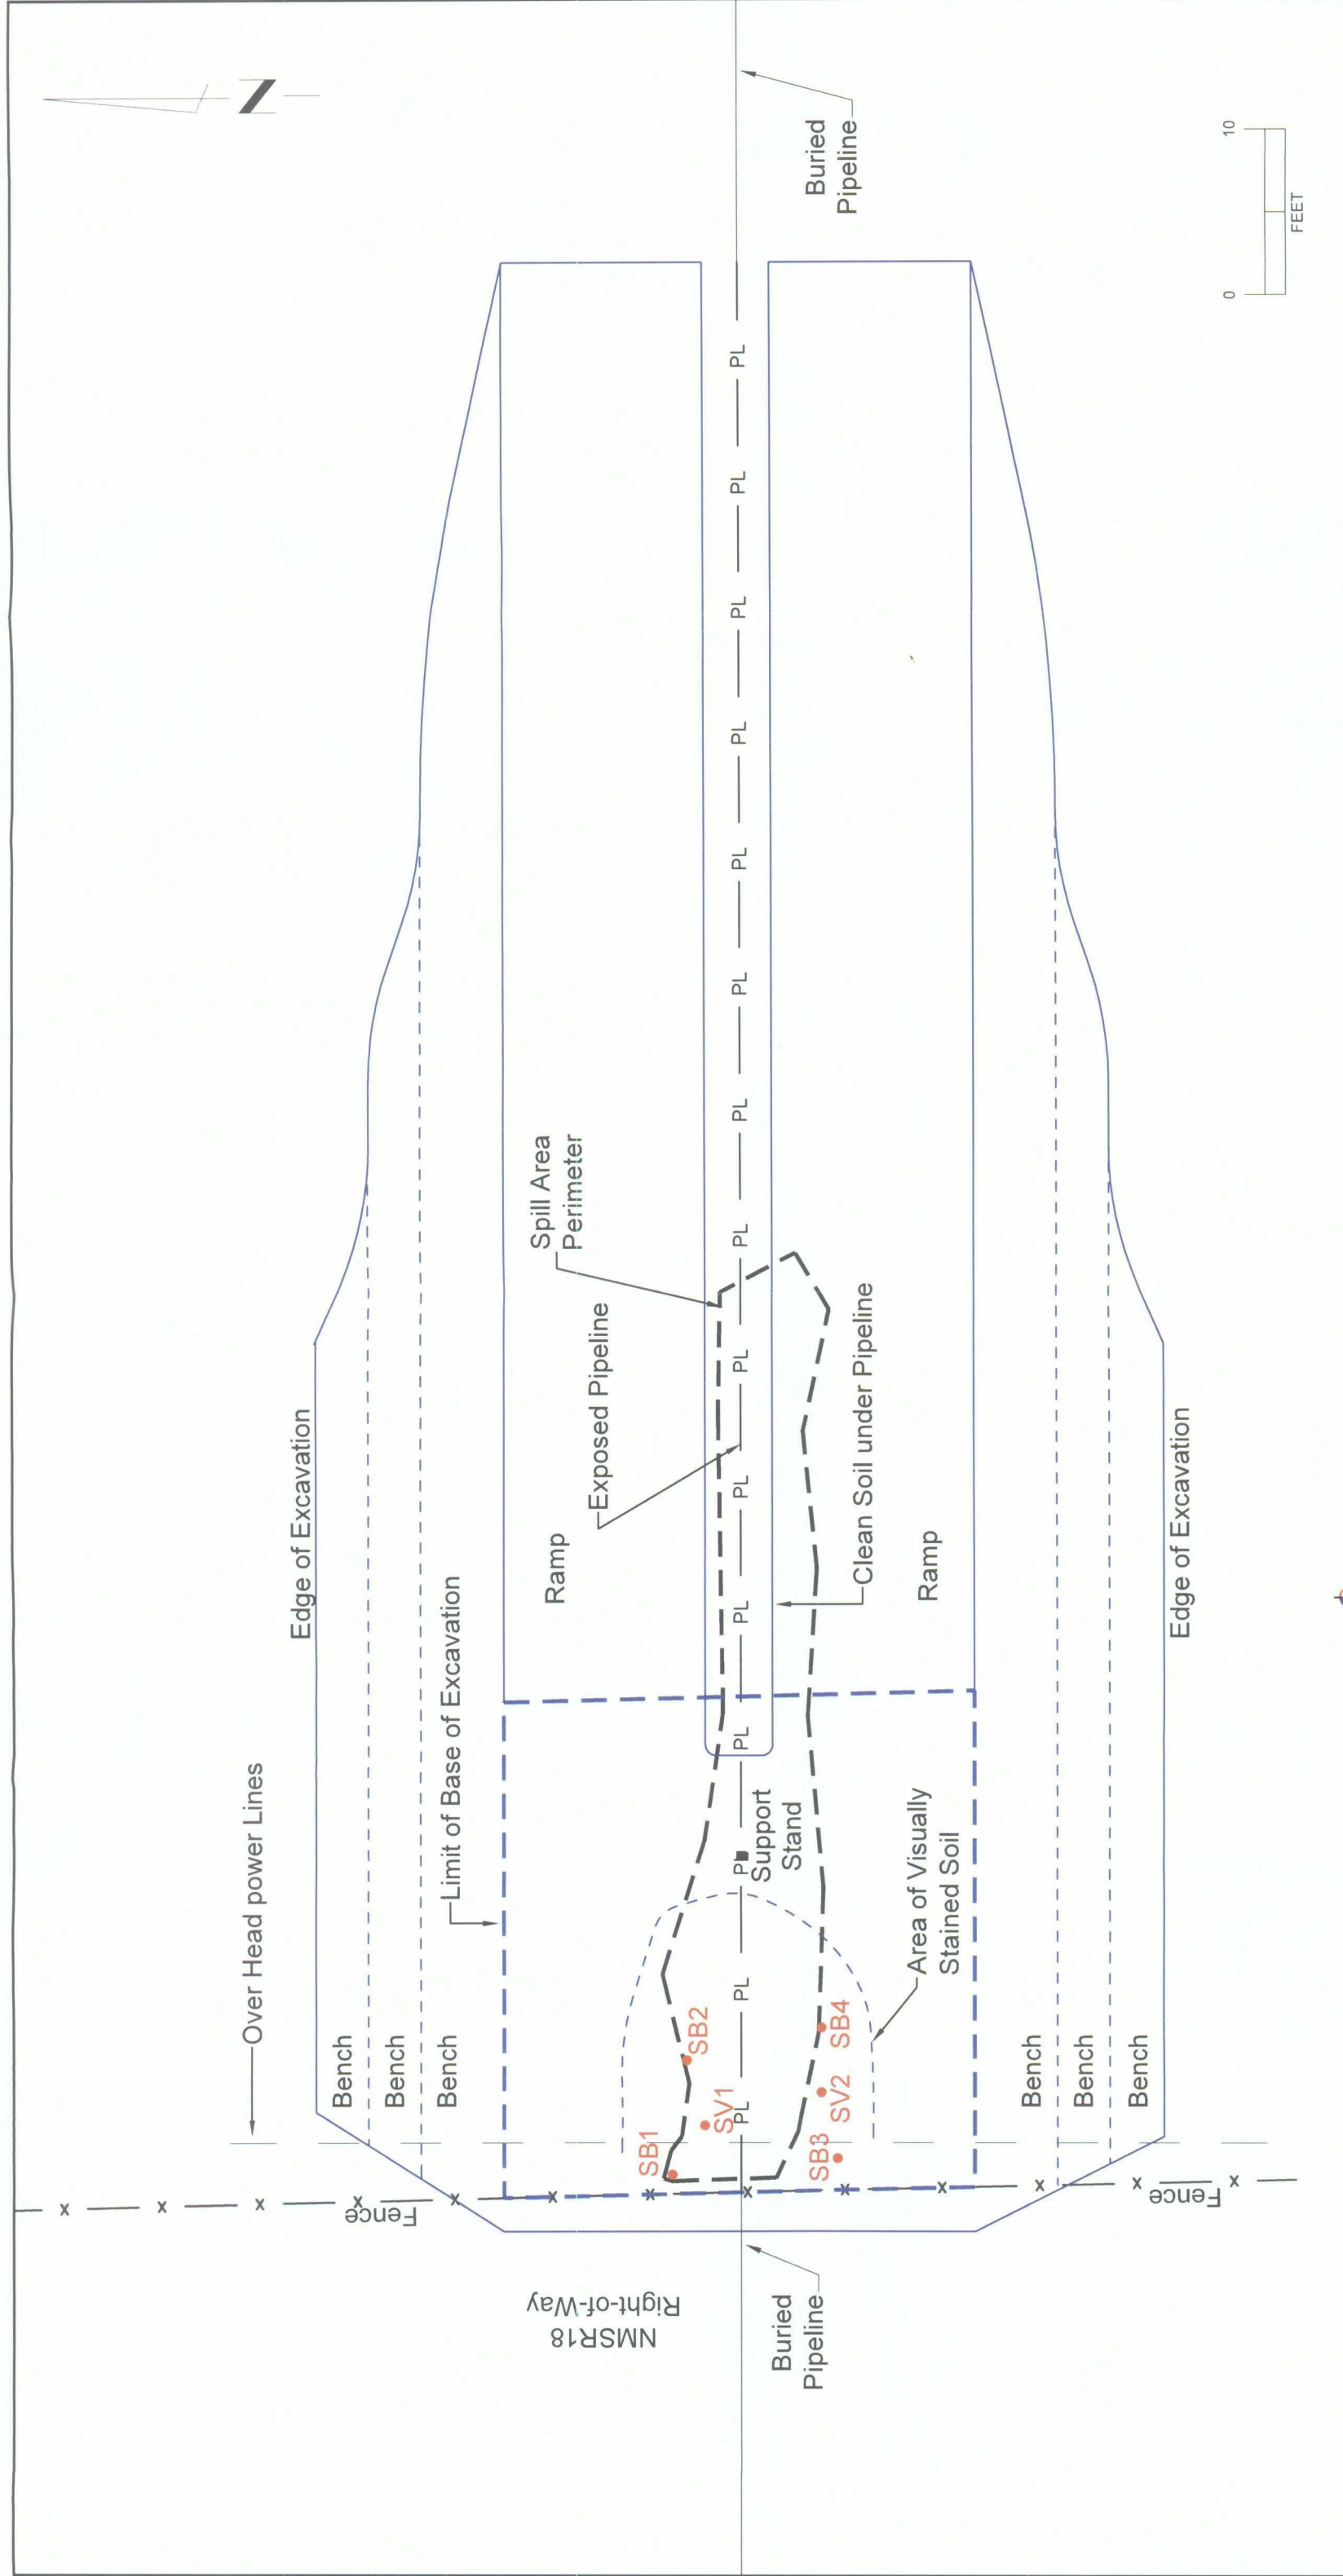 N
Over Head power Lines
Edge of Excavation
Bench
Fence
Bench
Bench
Limit of Base of Excavation
Spill Area
Perimeter
Ramp
Exposed Pipeline
NMSR18
Right-of-Way
SB1
SB2
SV1
PL PL PL PL PL PL PL PL PL PL PL PL PL PL PL
Support
Stand
Buried
Pipeline
Buried
Pipeline
SB3
SV2
SB4
Clean Soil under Pipeline
Area of Visually
Stained Soil
Ramp
Bench
Bench
Bench
Edge of Excavation
Fence
0 10
FEET